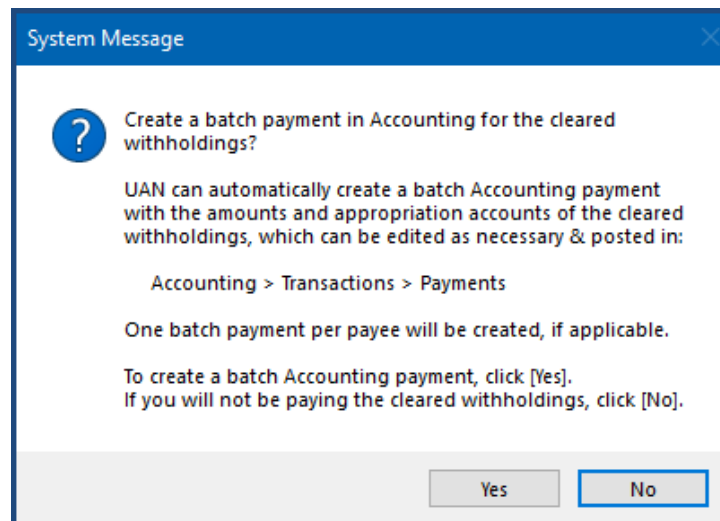 System Message
?
Create a batch payment in Accounting for the cleared
withholdings?
UAN can automatically create a batch Accounting payment
with the amounts and appropriation accounts of the cleared
withholdings, which can be edited as necessary & posted in:
Accounting > Transactions > Payments
One batch payment per payee will be created, if applicable.
To create a batch Accounting payment, click [Yes].
If you will not be paying the cleared withholdings, click [No].
Yes
No